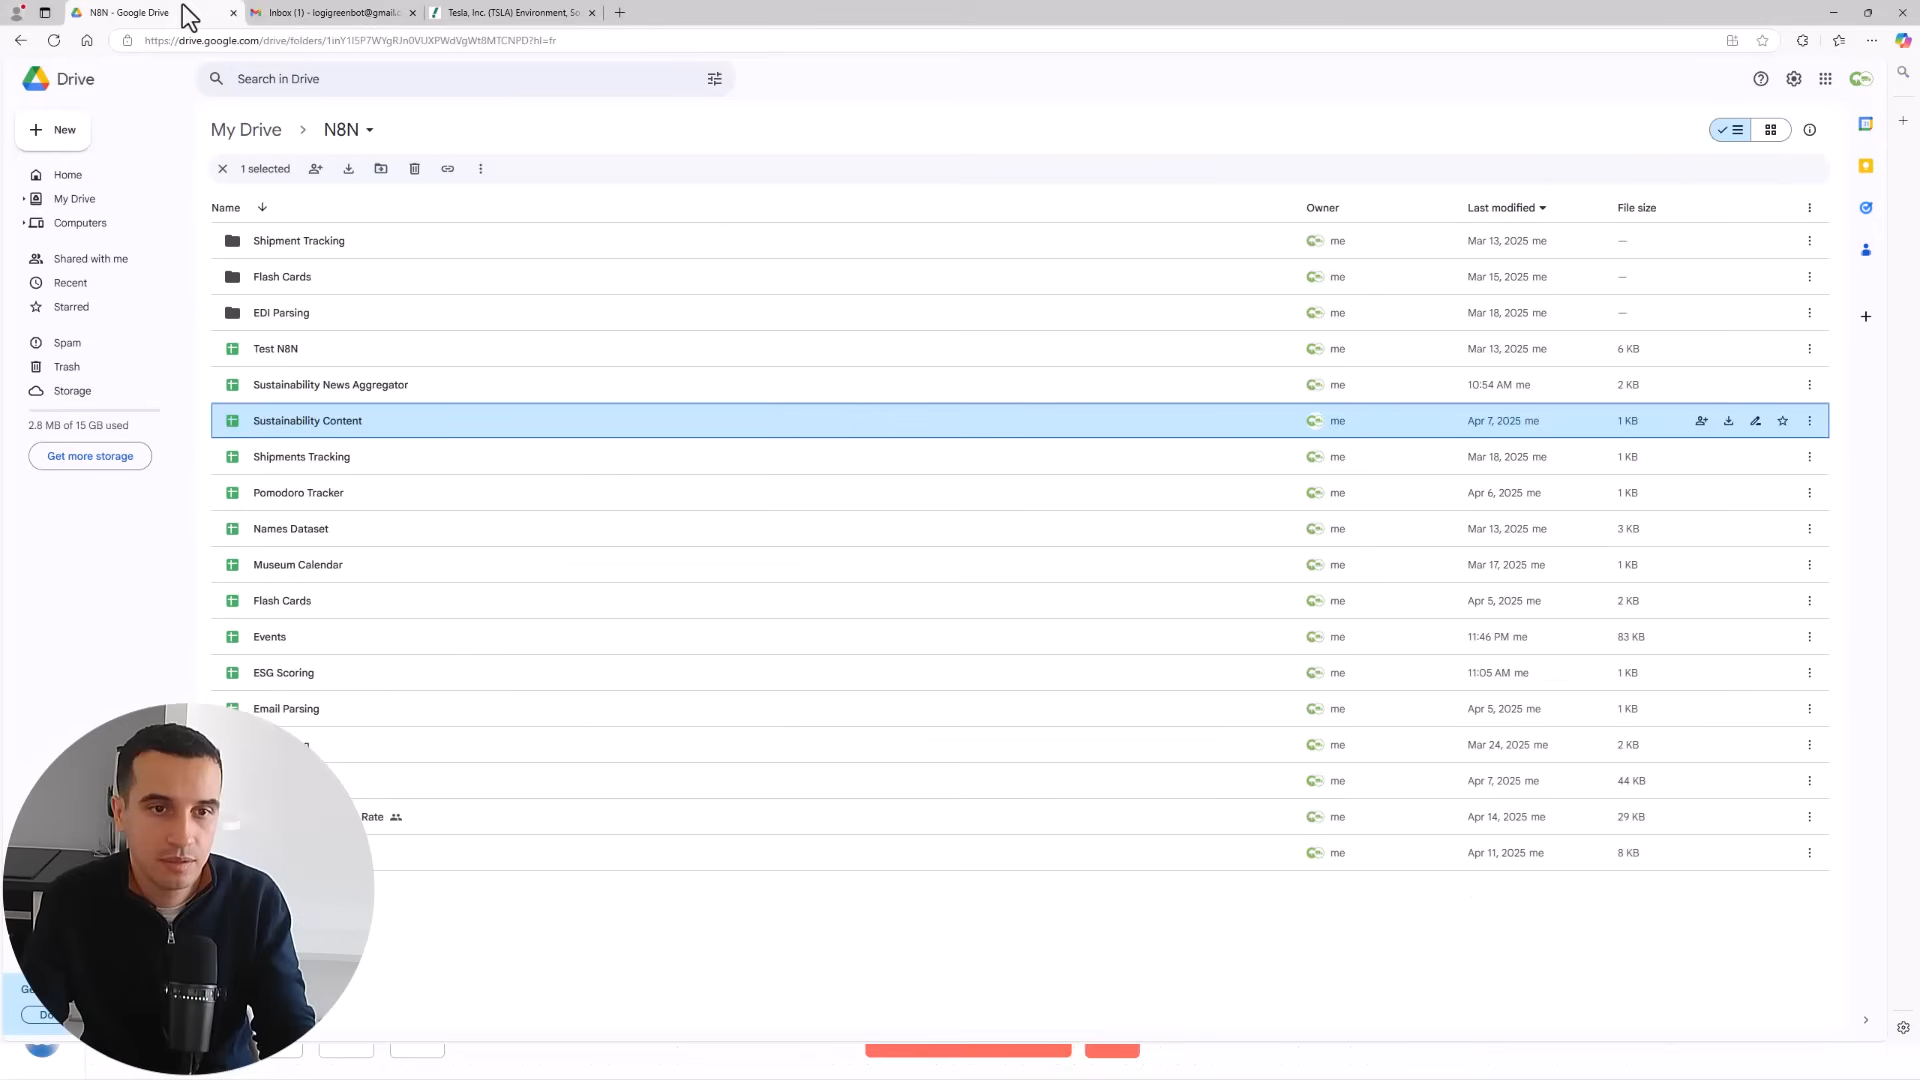 N8N - Google Drive
Inbox (1) - logigreenbot@gmail.c
Tesla, Inc. (TSLA) Environment, So
https://drive.google.com/drive/folders/1inY1I5P7WYgRJn0VUXPWdVgWt8MTCNPD?hl=fr
Drive
Search in Drive
New
My Drive > N8N
1 selected
Home
My Drive
Computers
Shared with me
Recent
Starred
Spam
Trash
Storage
2.8 MB of 15 GB used
Get more storage
Name Owner Last modified File size
Shipment Tracking me Mar 13, 2025 me —
Flash Cards me Mar 15, 2025 me —
EDI Parsing me Mar 18, 2025 me —
Test N8N me Mar 13, 2025 me 6 KB
Sustainability News Aggregator me 10:54 AM me 2 KB
Sustainability Content me Apr 7, 2025 me 1 KB
Shipments Tracking me Mar 18, 2025 me 1 KB
Pomodoro Tracker me Apr 6, 2025 me 1 KB
Names Dataset me Mar 13, 2025 me 3 KB
Museum Calendar me Mar 17, 2025 me 1 KB
Flash Cards me Apr 5, 2025 me 2 KB
Events me 11:46 PM me 83 KB
ESG Scoring me 11:05 AM me 1 KB
Email Parsing me Apr 5, 2025 me 1 KB
me Mar 24, 2025 me 2 KB
me Apr 7, 2025 me 44 KB
Rate me Apr 14, 2025 me 29 KB
me Apr 11, 2025 me 8 KB